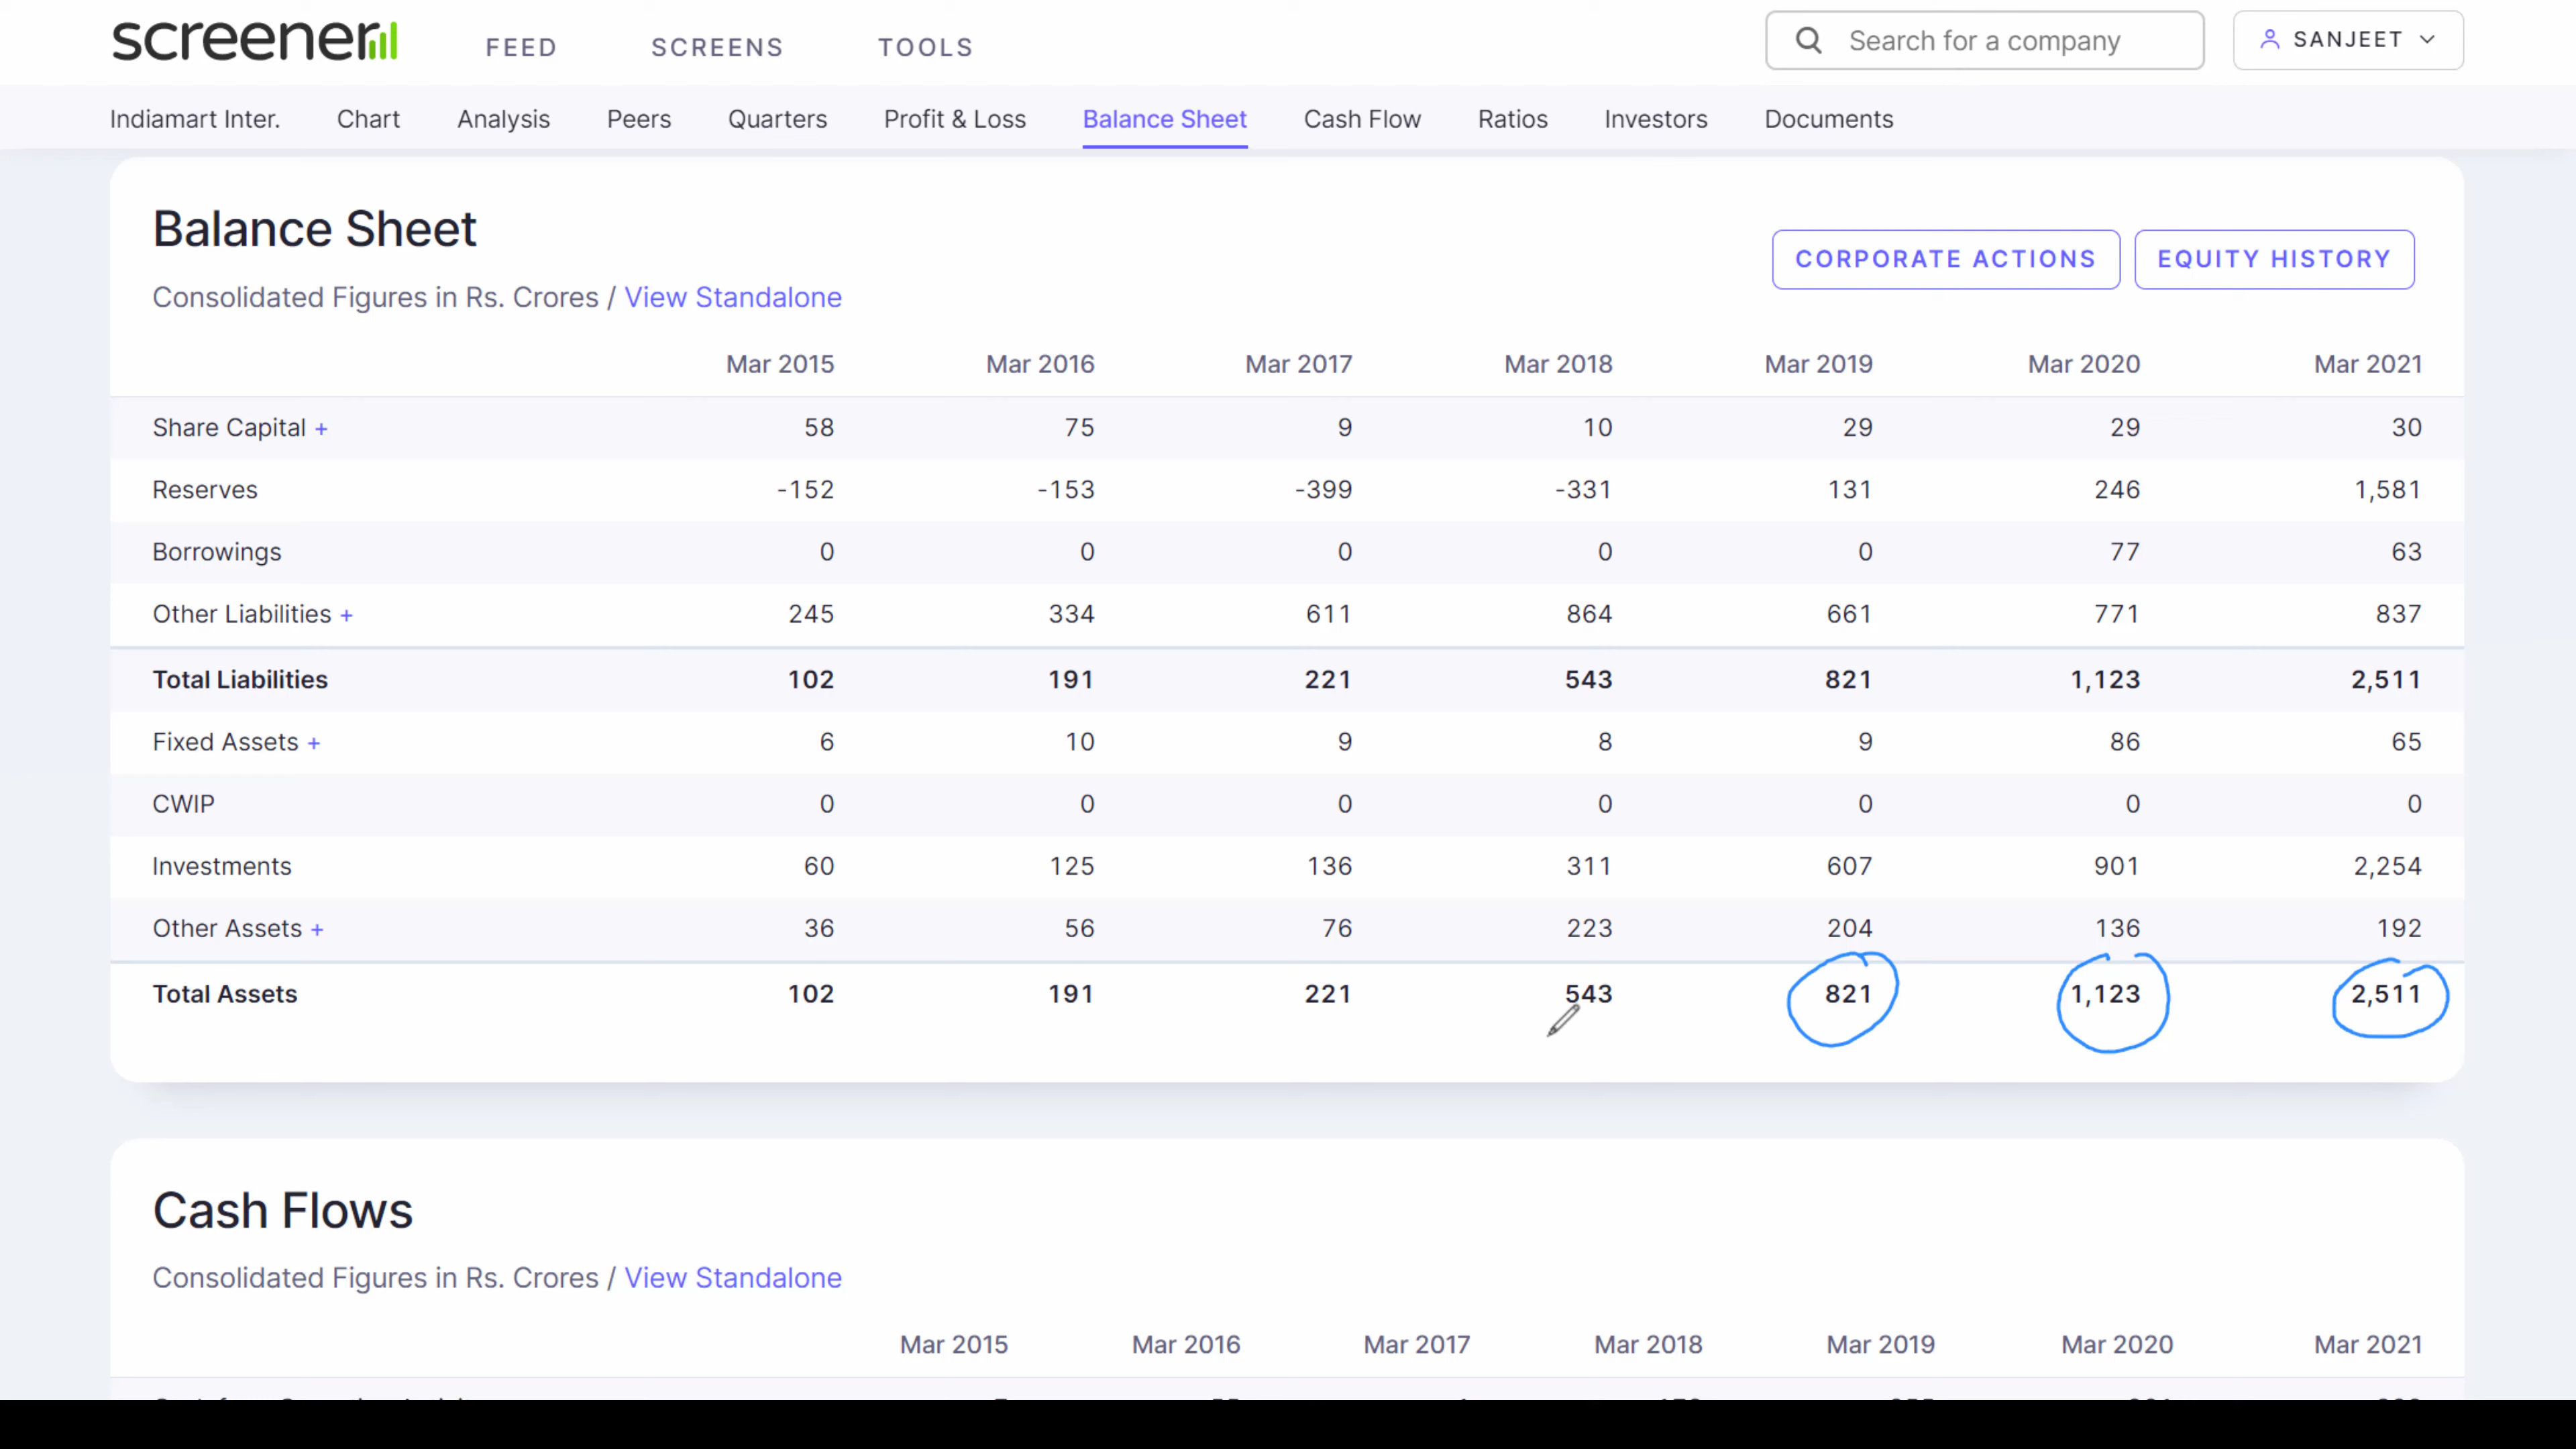 screener FEED SCREENS TOOLS Search for a company SANJEET
Indiamart Inter. Chart Analysis Peers Quarters Profit & Loss Balance Sheet Cash Flow Ratios Investors Documents
Balance Sheet
CORPORATE ACTIONS EQUITY HISTORY
Consolidated Figures in Rs. Crores / View Standalone
Mar 2015 Mar 2016 Mar 2017 Mar 2018 Mar 2019 Mar 2020 Mar 2021
Share Capital + 58 75 9 10 29 29 30
Reserves -152 -153 -399 -331 131 246 1,581
Borrowings 0 0 0 0 0 77 63
Other Liabilities + 245 334 611 864 661 771 837
Total Liabilities 102 191 221 543 821 1,123 2,511
Fixed Assets + 6 10 9 8 9 86 65
CWIP 0 0 0 0 0 0 0
Investments 60 125 136 311 607 901 2,254
Other Assets + 36 56 76 223 204 136 192
Total Assets 102 191 221 543 821 1,123 2,511
Cash Flows
Consolidated Figures in Rs. Crores / View Standalone
Mar 2015 Mar 2016 Mar 2017 Mar 2018 Mar 2019 Mar 2020 Mar 2021